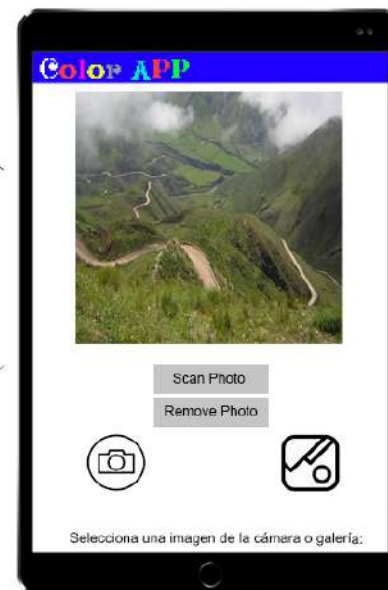 Color APP
Scan Photo
Remove Photo
Selecciona una imagen de la cámara o galería: